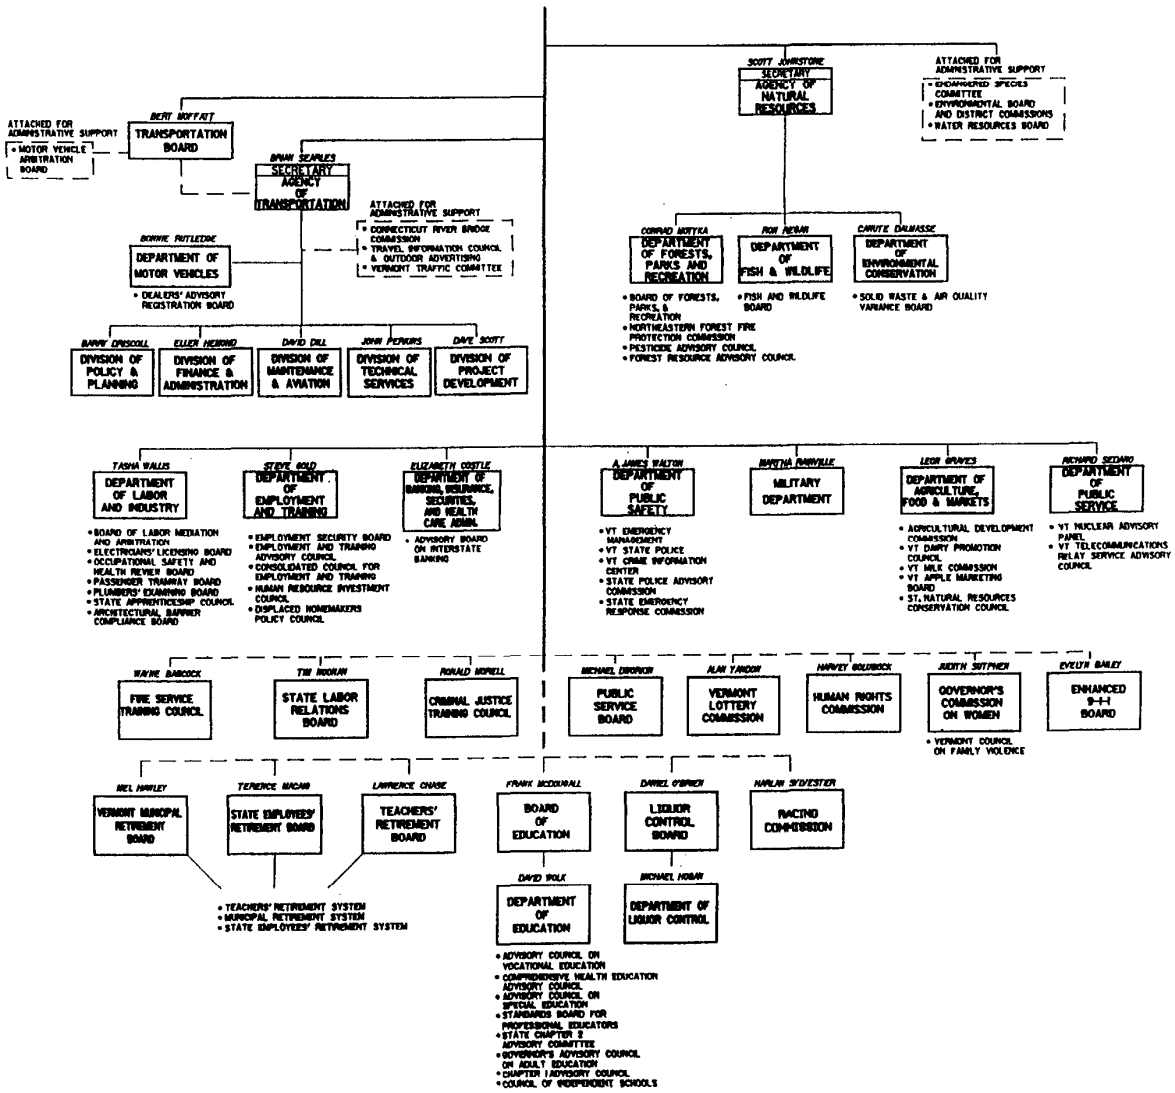 SCOTT JOHNSTONE
SECRETARY
AGENCY OF
NATURAL
RESOURCES
ATTACHED FOR
ADMINISTRATIVE SUPPORT
• ENDANGERED SPECIES
COMMITTEE
• ENVIRONMENTAL BOARD
AND DISTRICT COMMISSIONS
• WATER RESOURCES BOARD
BERT MOFFATT
TRANSPORTATION
BOARD
ATTACHED FOR
ADMINISTRATIVE SUPPORT
• MOTOR VEHICLE
ARBITRATION
BOARD
BRIAN SEARLES
SECRETARY
AGENCY
OF
TRANSPORTATION
ATTACHED FOR
ADMINISTRATIVE SUPPORT
• CONNECTICUT RIVER BRIDGE
COMMISSION
• TRAVEL INFORMATION COUNCIL
& OUTDOOR ADVERTISING
• VERMONT TRAFFIC COMMITTEE
BONNIE RUTLEDGE
DEPARTMENT OF
MOTOR VEHICLES
• DEALERS' ADVISORY
REGISTRATION BOARD
CONRAD MOTYKA
DEPARTMENT
OF FORESTS,
PARKS AND
RECREATION
• BOARD OF FORESTS,
PARKS, &
RECREATION
• NORTHEASTERN FOREST FIRE
PROTECTION COMMISSION
• PESTICIDE ADVISORY COUNCIL
• FOREST RESOURCE ADVISORY COUNCIL
RON REGAN
DEPARTMENT
OF
FISH & WILDLIFE
• FISH AND WILDLIFE
BOARD
CANUTE DALMASSE
DEPARTMENT
OF
ENVIRONMENTAL
CONSERVATION
• SOLID WASTE & AIR QUALITY
VARIANCE BOARD
BARRY DRISCOLL
DIVISION OF
POLICY &
PLANNING
ELLEN
DIVISION OF
FINANCE &
ADMINISTRATION
DAVID DILL
DIVISION OF
MAINTENANCE
& AVIATION
JOHN PERKINS
DIVISION OF
TECHNICAL
SERVICES
DAVE SCOTT
DIVISION OF
PROJECT
DEVELOPMENT
TASHA WALLIS
DEPARTMENT
OF LABOR
AND INDUSTRY
• BOARD OF LABOR MEDIATION
AND ARBITRATION
• ELECTRICIANS' LICENSING BOARD
• OCCUPATIONAL SAFETY AND
HEALTH REVIEW BOARD
• PASSENGER TRAMWAY BOARD
• PLUMBERS' EXAMINING BOARD
• STATE APPRENTICESHIP COUNCIL
• ARCHITECTURAL BARRIER
COMPLIANCE BOARD
STEVE GOLD
DEPARTMENT
OF
EMPLOYMENT
AND TRAINING
• EMPLOYMENT SECURITY BOARD
• EMPLOYMENT AND TRAINING
ADVISORY COUNCIL
• CONSOLIDATED COUNCIL FOR
EMPLOYMENT AND TRAINING
• HUMAN RESOURCE INVESTMENT
COUNCIL
• DISPLACED HOMEMAKERS
POLICY COUNCIL
ELIZABETH COSTLE
DEPARTMENT OF
BANKING, INSURANCE,
SECURITIES,
AND HEALTH
CARE ADMIN.
• ADVISORY BOARD
ON INTERSTATE
BANKING
A. JAMES WALTON
DEPARTMENT
OF
PUBLIC
SAFETY
• VT EMERGENCY
MANAGEMENT
• VT STATE POLICE
• VT CRIME INFORMATION
CENTER
• STATE POLICE ADVISORY
COMMISSION
• STATE EMERGENCY
RESPONSE COMMISSION
MARTHA RAINVILLE
MILITARY
DEPARTMENT
LEON GRAVES
DEPARTMENT OF
AGRICULTURE,
FOOD & MARKETS
• AGRICULTURAL DEVELOPMENT
COMMISSION
• VT DAIRY PROMOTION
COUNCIL
• VT MILK COMMISSION
• VT APPLE MARKETING
BOARD
• ST. NATURAL RESOURCES
CONSERVATION COUNCIL
RICHARD SEDANO
DEPARTMENT
OF
PUBLIC
SERVICE
• VT NUCLEAR ADVISORY
PANEL
• VT TELECOMMUNICATIONS
RELAY SERVICE ADVISORY
COUNCIL
WAYNE BABCOCK
FIRE SERVICE
TRAINING COUNCIL
TIM NOONAN
STATE LABOR
RELATIONS
BOARD
RONALD MORELL
CRIMINAL JUSTICE
TRAINING COUNCIL
MICHAEL DWORKIN
PUBLIC
SERVICE
BOARD
ALAN YANDOW
VERMONT
LOTTERY
COMMISSION
HARVEY GOLUBOCK
HUMAN RIGHTS
COMMISSION
JUDITH SUTPHEN
GOVERNOR'S
COMMISSION
ON WOMEN
• VERMONT COUNCIL
ON FAMILY VIOLENCE
EVELYN BAILEY
ENHANCED
9-1-1
BOARD
MEL HAWLEY
VERMONT MUNICIPAL
RETIREMENT
BOARD
TERENCE MACAIG
STATE EMPLOYEES'
RETIREMENT BOARD
LAWRENCE CHASE
TEACHERS'
RETIREMENT
BOARD
• TEACHERS' RETIREMENT SYSTEM
• MUNICIPAL RETIREMENT SYSTEM
• STATE EMPLOYEES' RETIREMENT SYSTEM
FRANK MCDOUGALL
BOARD
OF
EDUCATION
DANIEL O'BRIEN
LIQUOR
CONTROL
BOARD
HARLAN SYLVESTER
RACING
COMMISSION
DAVID WOLK
DEPARTMENT
OF
EDUCATION
• ADVISORY COUNCIL ON
VOCATIONAL EDUCATION
• COMPREHENSIVE HEALTH EDUCATION
ADVISORY COUNCIL
• ADVISORY COUNCIL ON
SPECIAL EDUCATION
• STANDARDS BOARD FOR
PROFESSIONAL EDUCATORS
• STATE CHAPTER 2
ADVISORY COMMITTEE
• GOVERNOR'S ADVISORY COUNCIL
ON ADULT EDUCATION
• CHAPTER I ADVISORY COUNCIL
• COUNCIL OF INDEPENDENT SCHOOLS
MICHAEL HOGAN
DEPARTMENT OF
LIQUOR CONTROL